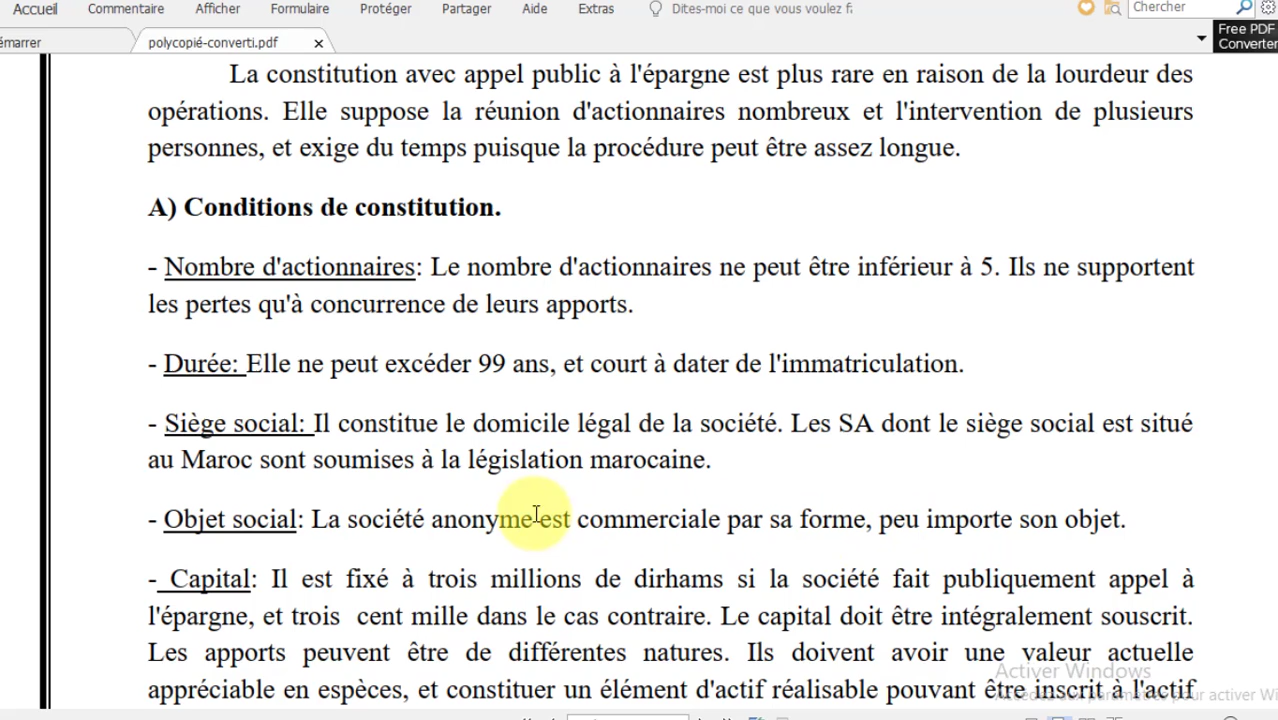 Accueil Commentaire Afficher Formulaire Protéger Partager Aide Extras Dites-moi ce que vous voulez f Chercher
émarrer polycopié-converti.pdf × Free PDF
Converter
La constitution avec appel public à l'épargne est plus rare en raison de la lourdeur des
opérations. Elle suppose la réunion d'actionnaires nombreux et l'intervention de plusieurs
personnes, et exige du temps puisque la procédure peut être assez longue.
A) Conditions de constitution.
- Nombre d'actionnaires: Le nombre d'actionnaires ne peut être inférieur à 5. Ils ne supportent
les pertes qu'à concurrence de leurs apports.
- Durée: Elle ne peut excéder 99 ans, et court à dater de l'immatriculation.
- Siège social: Il constitue le domicile légal de la société. Les SA dont le siège social est situé
au Maroc sont soumises à la législation marocaine.
- Objet social: La société anonyme est commerciale par sa forme, peu importe son objet.
- Capital: Il est fixé à trois millions de dirhams si la société fait publiquement appel à
l'épargne, et trois cent mille dans le cas contraire. Le capital doit être intégralement souscrit.
Les apports peuvent être de différentes natures. Ils doivent avoir une valeur actuelle
Activer Windows
appréciable en espèces, et constituer un élément d'actif réalisable pouvant être inscrit à l'actif
Accédez aux paramètres pour activer Wi